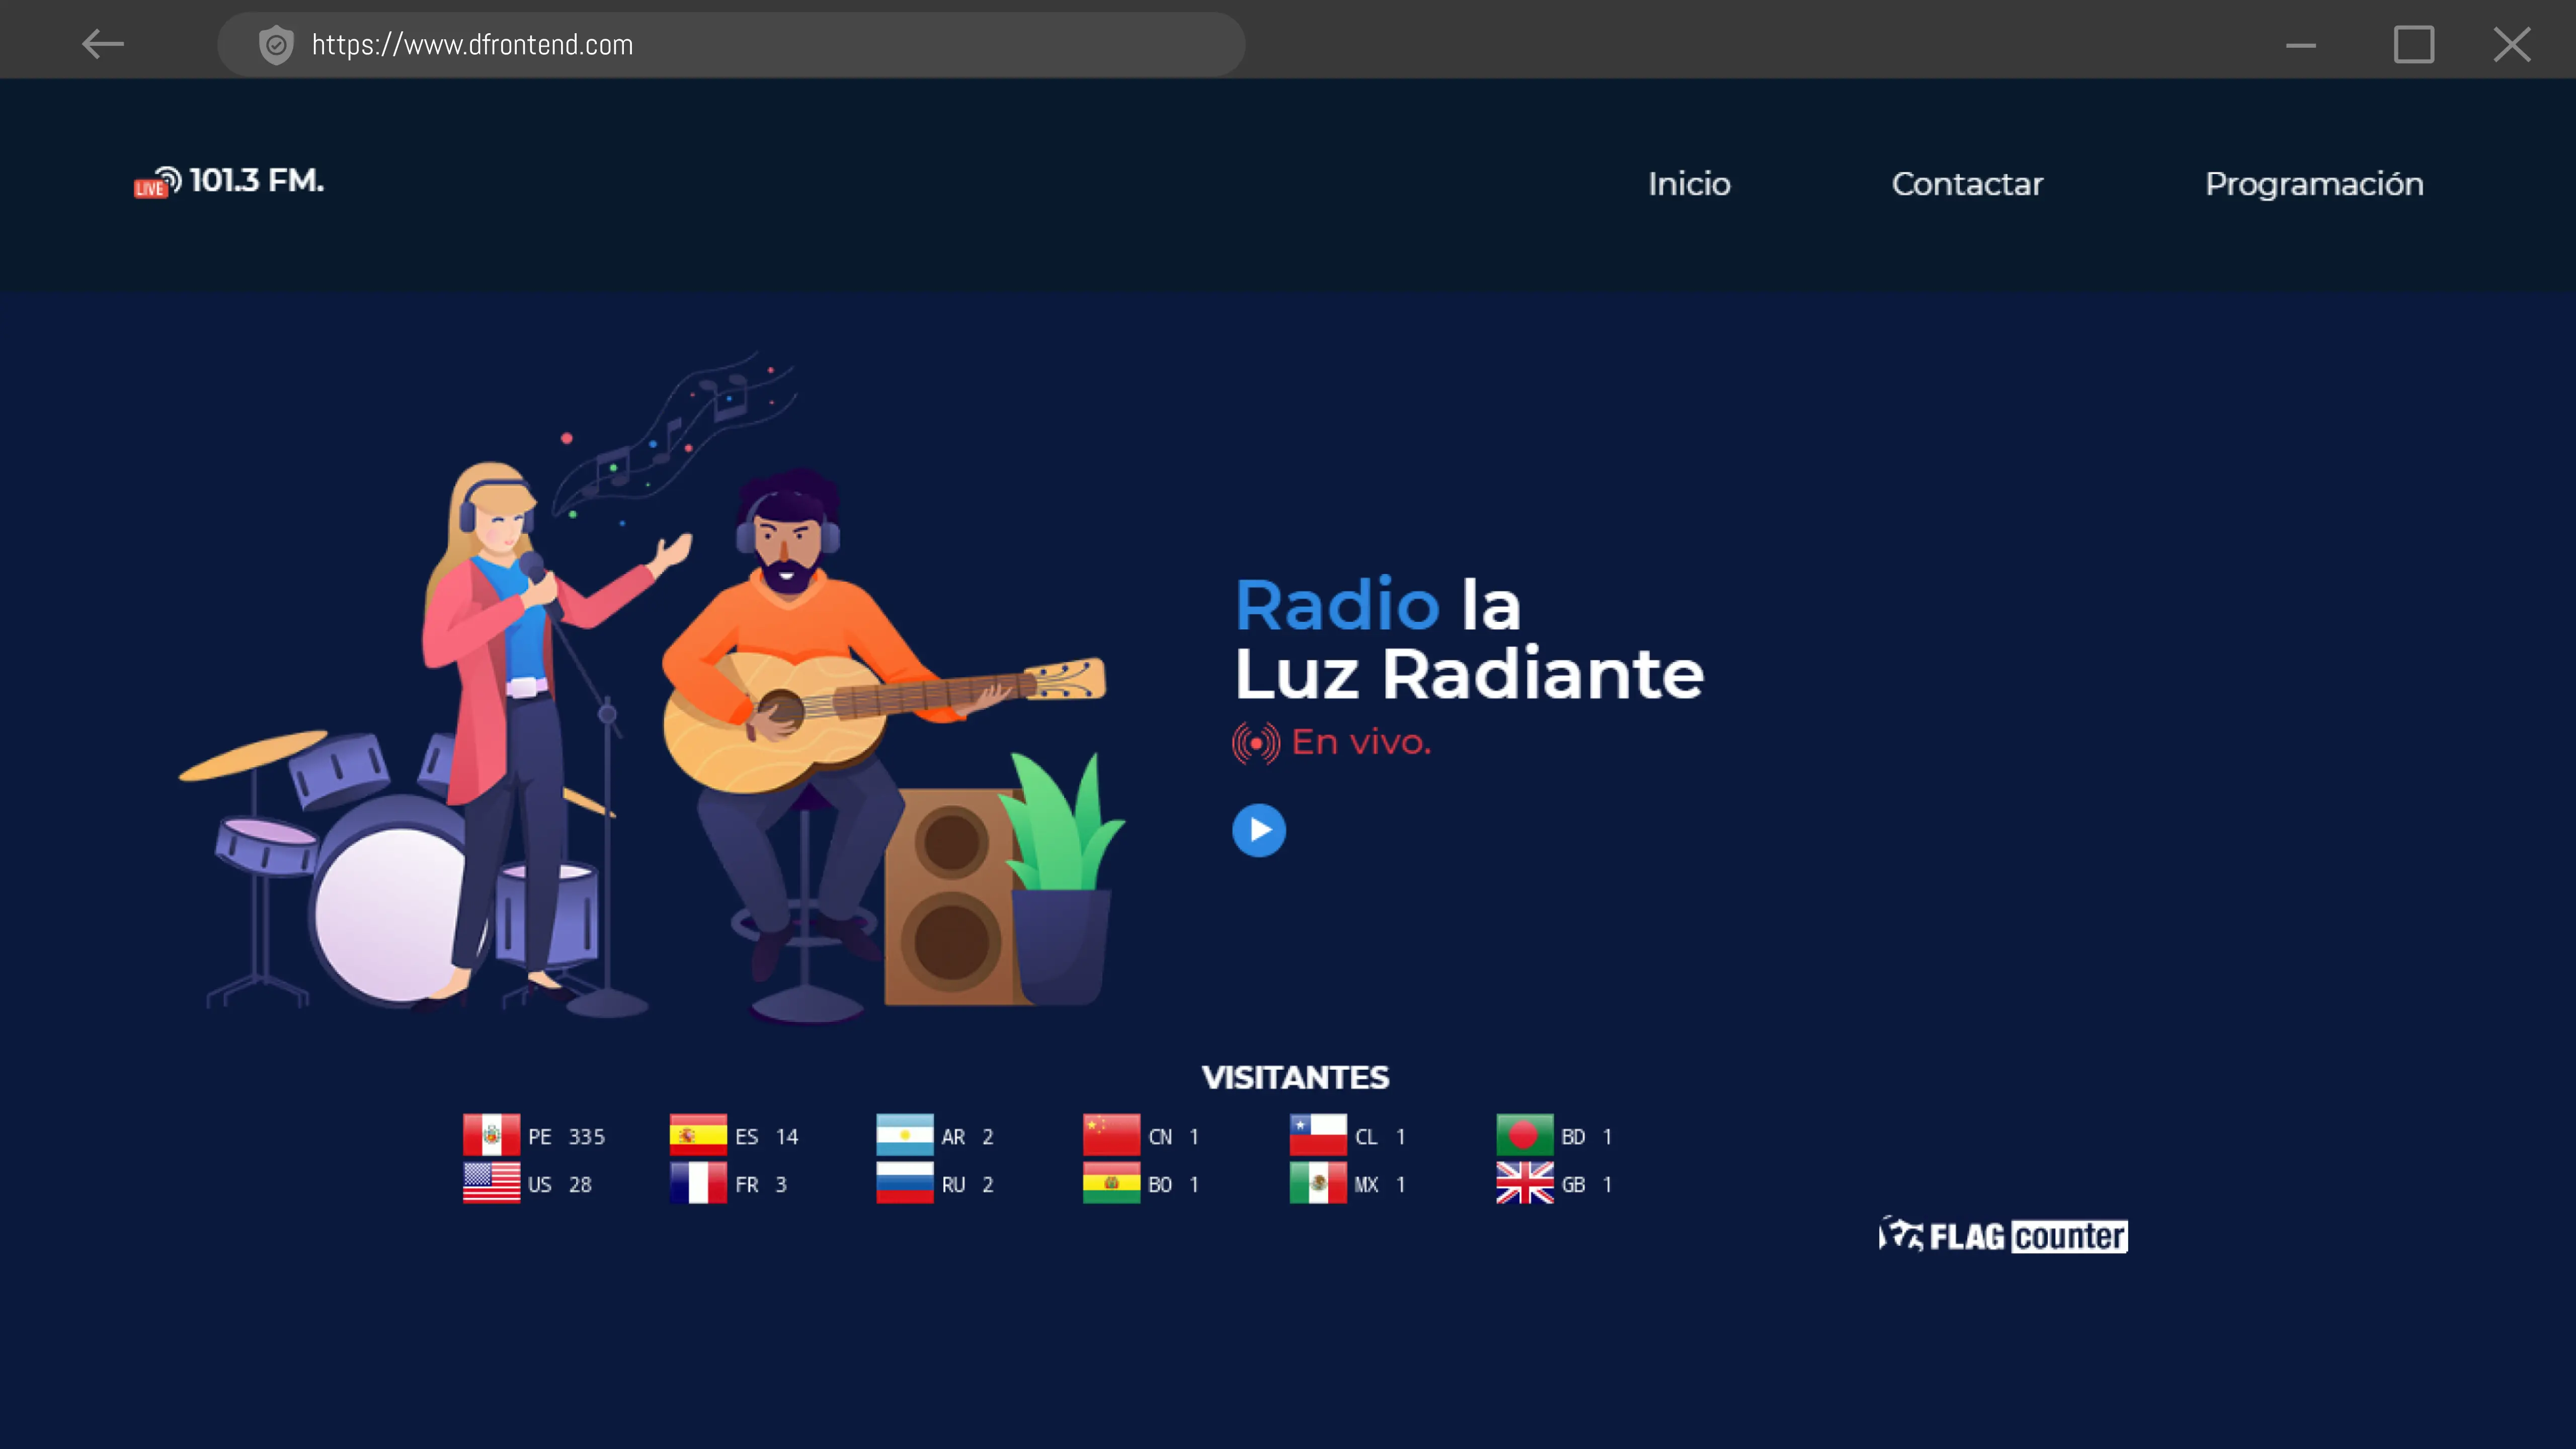 https://www.dfrontend.com
LIVE 101.3 FM.
Inicio Contactar Programación
Radio la
Luz Radiante
En vivo.
VISITANTES
PE 335 ES 14 AR 2 CN 1 CL 1 BD 1
US 28 FR 3 RU 2 BO 1 MX 1 GB 1
FLAG counter